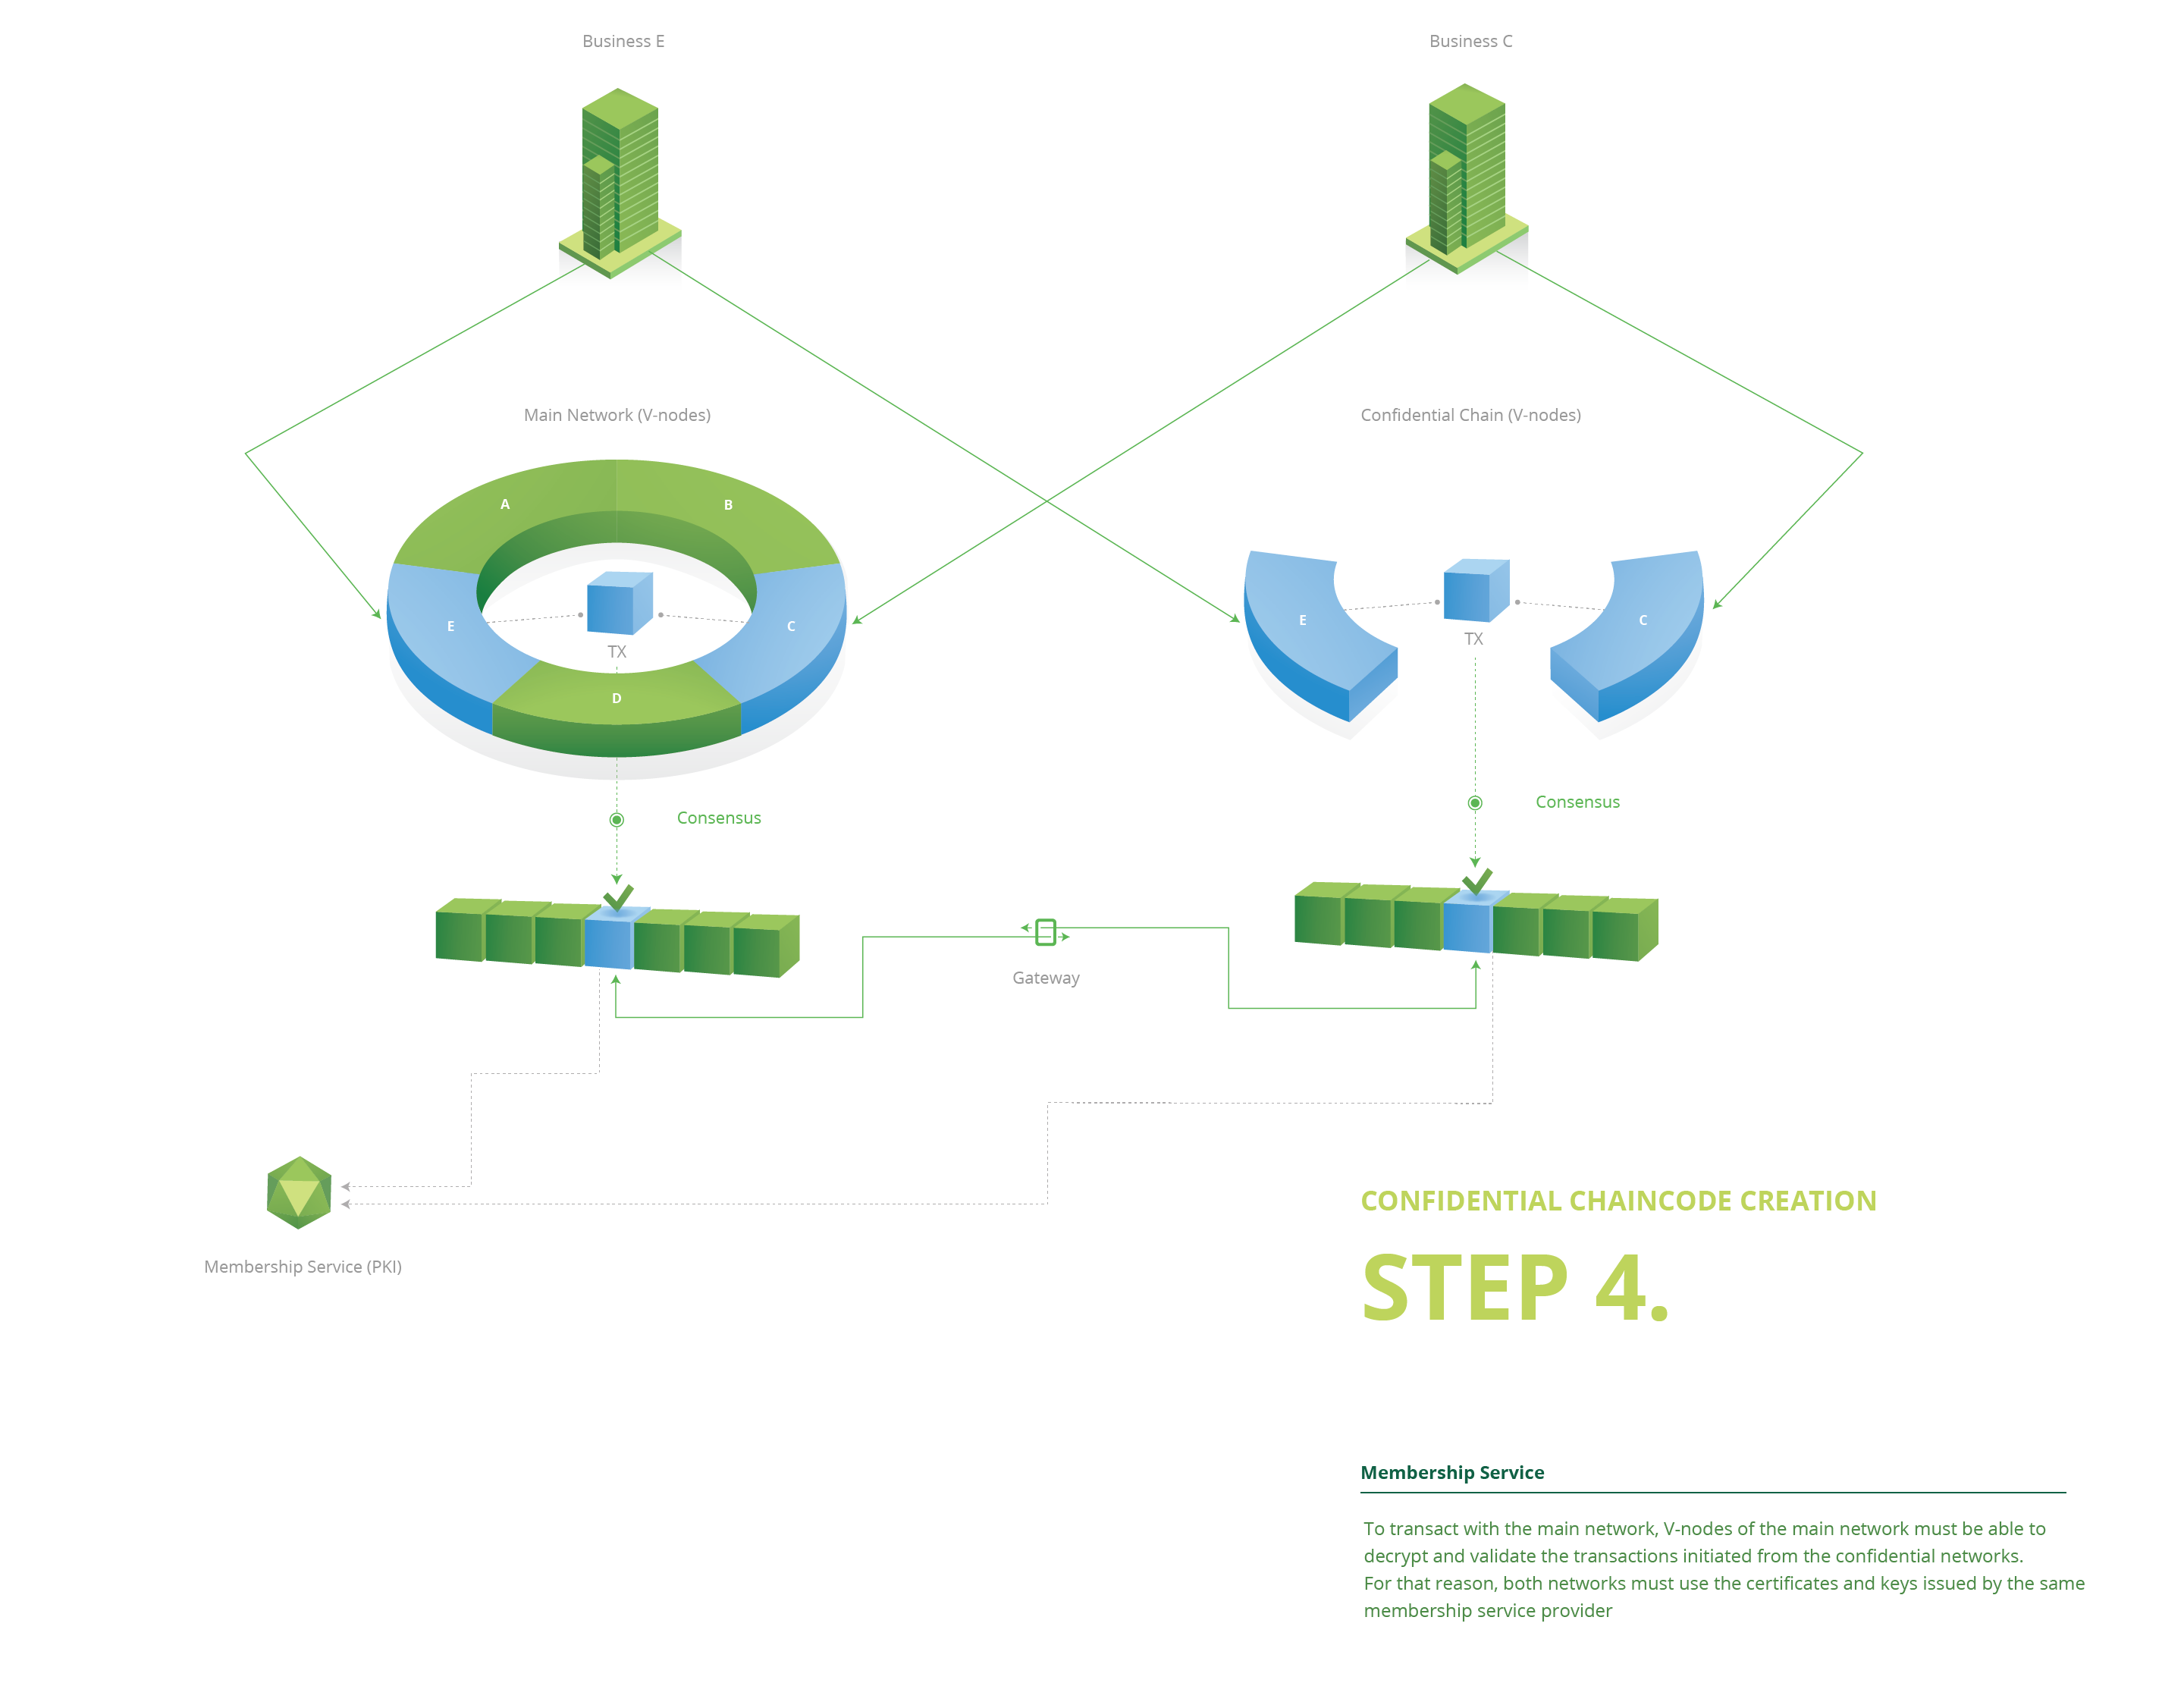 Business E
Business C
Main Network (V-nodes)
Confidential Chain (V-nodes)
A
B
E
C
TX
D
E
C
TX
Consensus
Consensus
Gateway
Membership Service (PKI)
CONFIDENTIAL CHAINCODE CREATION
STEP 4.
Membership Service
To transact with the main network, V-nodes of the main network must be able to
decrypt and validate the transactions initiated from the confidential networks.
For that reason, both networks must use the certificates and keys issued by the same
membership service provider